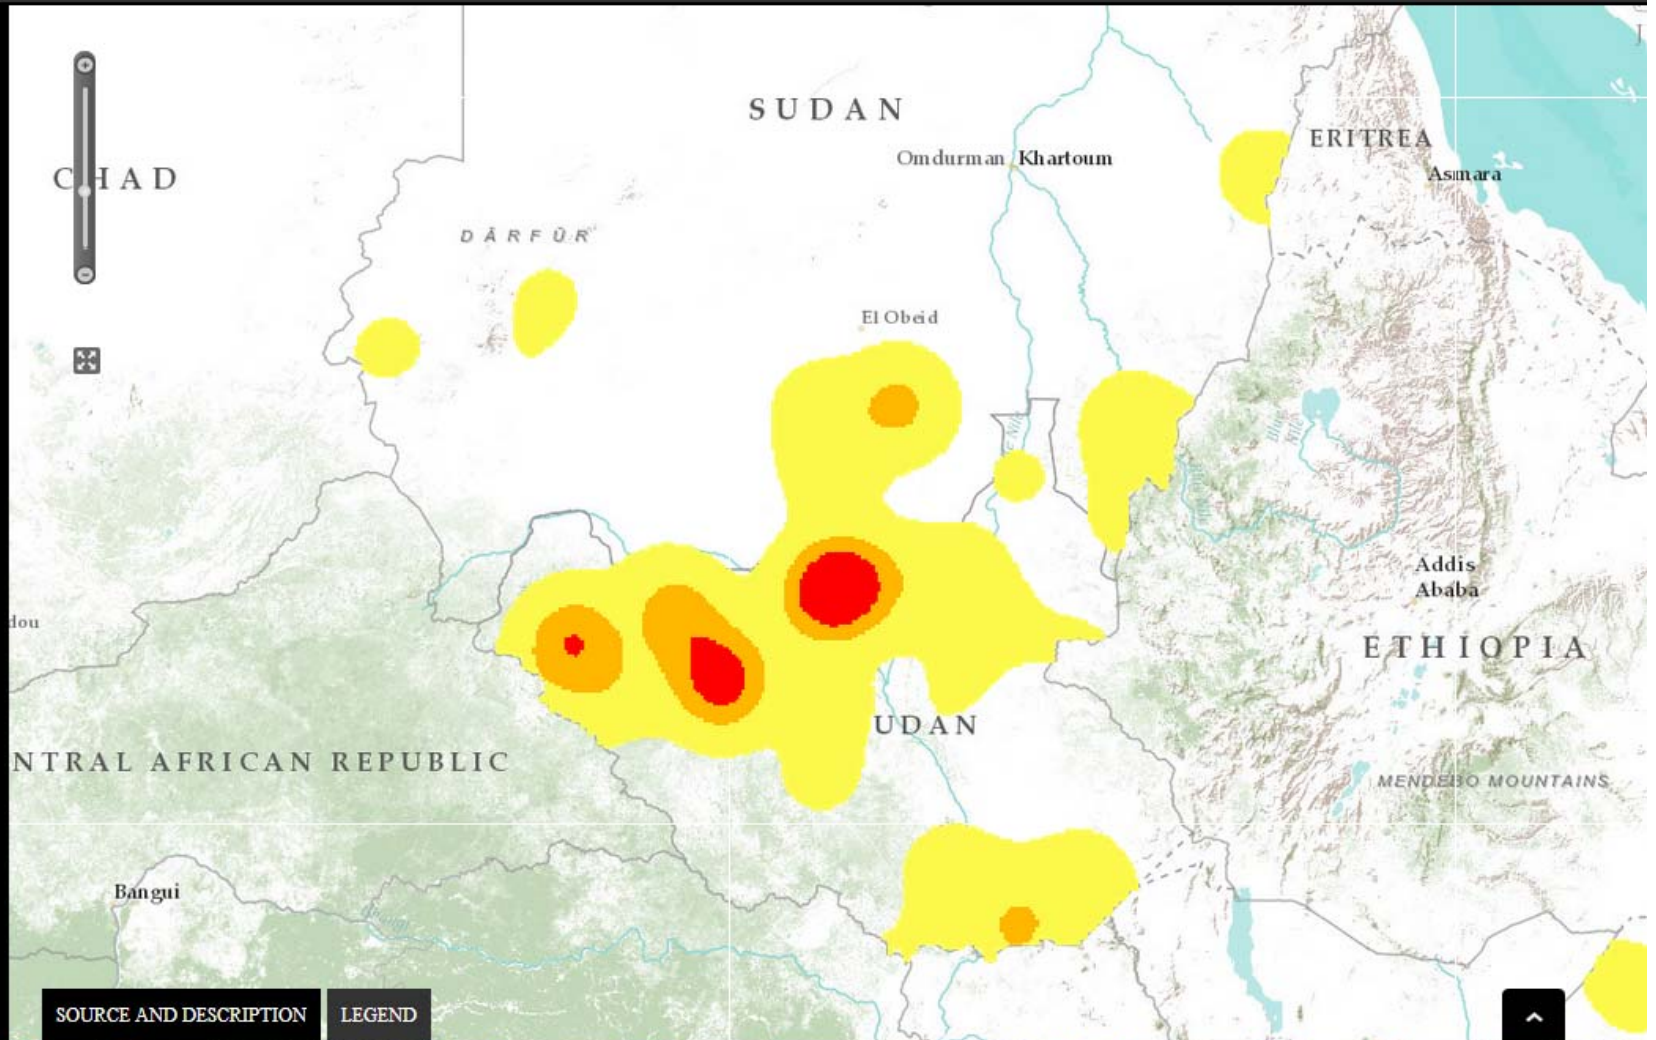 SUDAN
ERITREA
Omdurman Khartoum
CHAD
Asmara
DĀRFŪR
El Obeid
Addis
Ababa
dou
ETHIOPIA
UDAN
NTRAL AFRICAN REPUBLIC
MENDEBO MOUNTAINS
Bangui
SOURCE AND DESCRIPTION
LEGEND